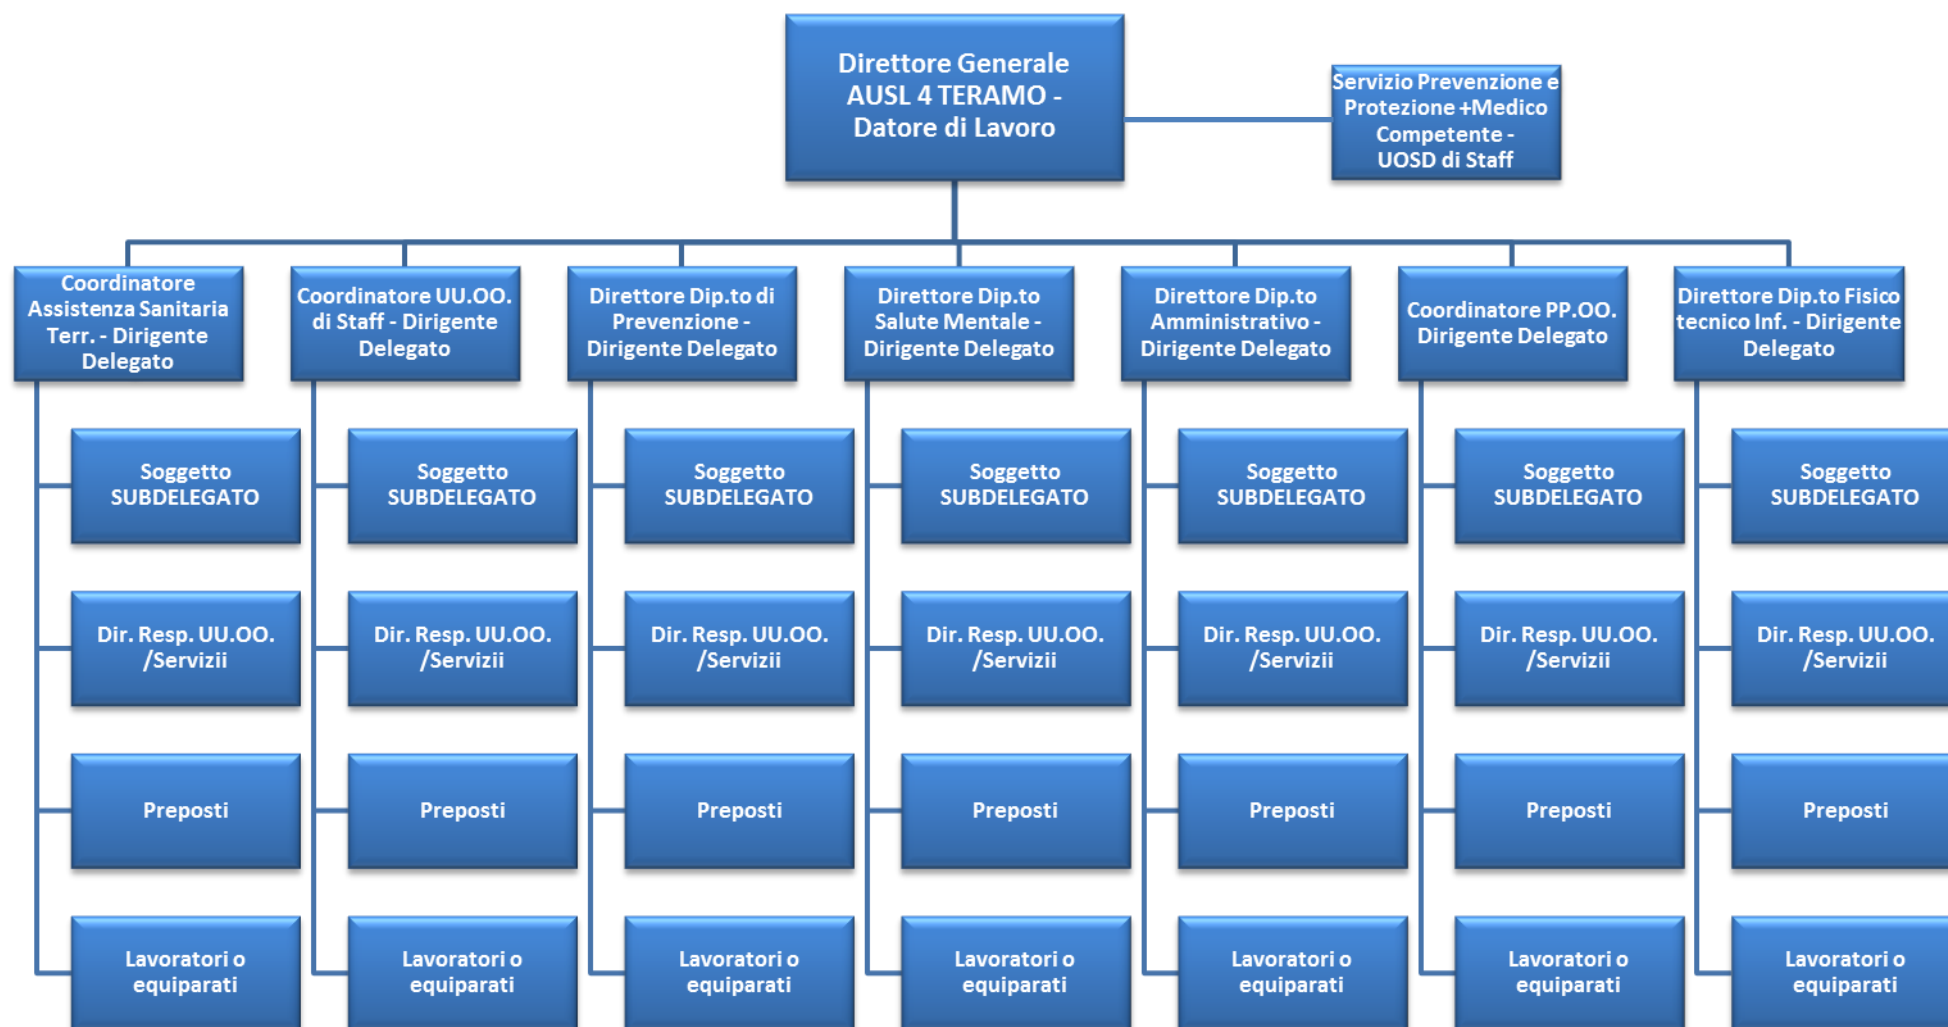 Direttore Generale
AUSL 4 TERAMO -
Datore di Lavoro
Servizio Prevenzione e
Protezione +Medico
Competente -
UOSD di Staff
Coordinatore
Assistenza Sanitaria
Terr. - Dirigente
Delegato
Coordinatore UU.OO.
di Staff - Dirigente
Delegato
Direttore Dip.to di
Prevenzione -
Dirigente Delegato
Direttore Dip.to
Salute Mentale -
Dirigente Delegato
Direttore Dip.to
Amministrativo -
Dirigente Delegato
Coordinatore PP.OO.
Dirigente Delegato
Direttore Dip.to Fisico
tecnico Inf. - Dirigente
Delegato
Soggetto
SUBDELEGATO
Soggetto
SUBDELEGATO
Soggetto
SUBDELEGATO
Soggetto
SUBDELEGATO
Soggetto
SUBDELEGATO
Soggetto
SUBDELEGATO
Soggetto
SUBDELEGATO
Dir. Resp. UU.OO.
/Servizii
Dir. Resp. UU.OO.
/Servizii
Dir. Resp. UU.OO.
/Servizii
Dir. Resp. UU.OO.
/Servizii
Dir. Resp. UU.OO.
/Servizii
Dir. Resp. UU.OO.
/Servizii
Dir. Resp. UU.OO.
/Servizii
Preposti
Preposti
Preposti
Preposti
Preposti
Preposti
Preposti
Lavoratori o
equiparati
Lavoratori o
equiparati
Lavoratori o
equiparati
Lavoratori o
equiparati
Lavoratori o
equiparati
Lavoratori o
equiparati
Lavoratori o
equiparati